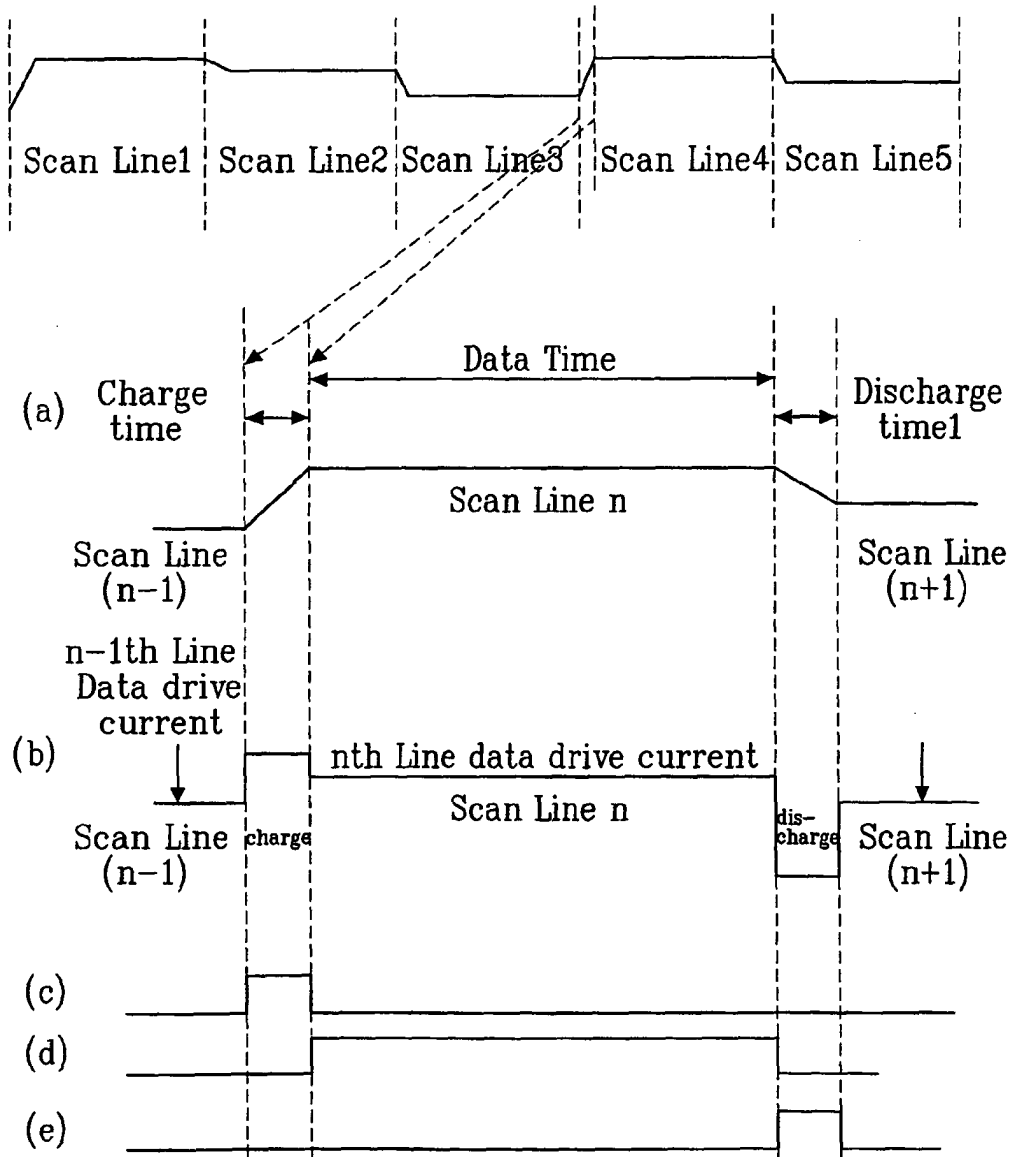 Scan Line1 Scan Line2 Scan Line3 Scan Line4 Scan Line5
Data Time
(a)
Charge
time
Discharge
time1
Scan Line n
Scan Line
(n-1)
Scan Line
(n+1)
n-1th Line
Data drive
current
(b)
nth Line data drive current
Scan Line n
Scan Line
(n-1)
charge
dis-
charge
Scan Line
(n+1)
(c)
(d)
(e)